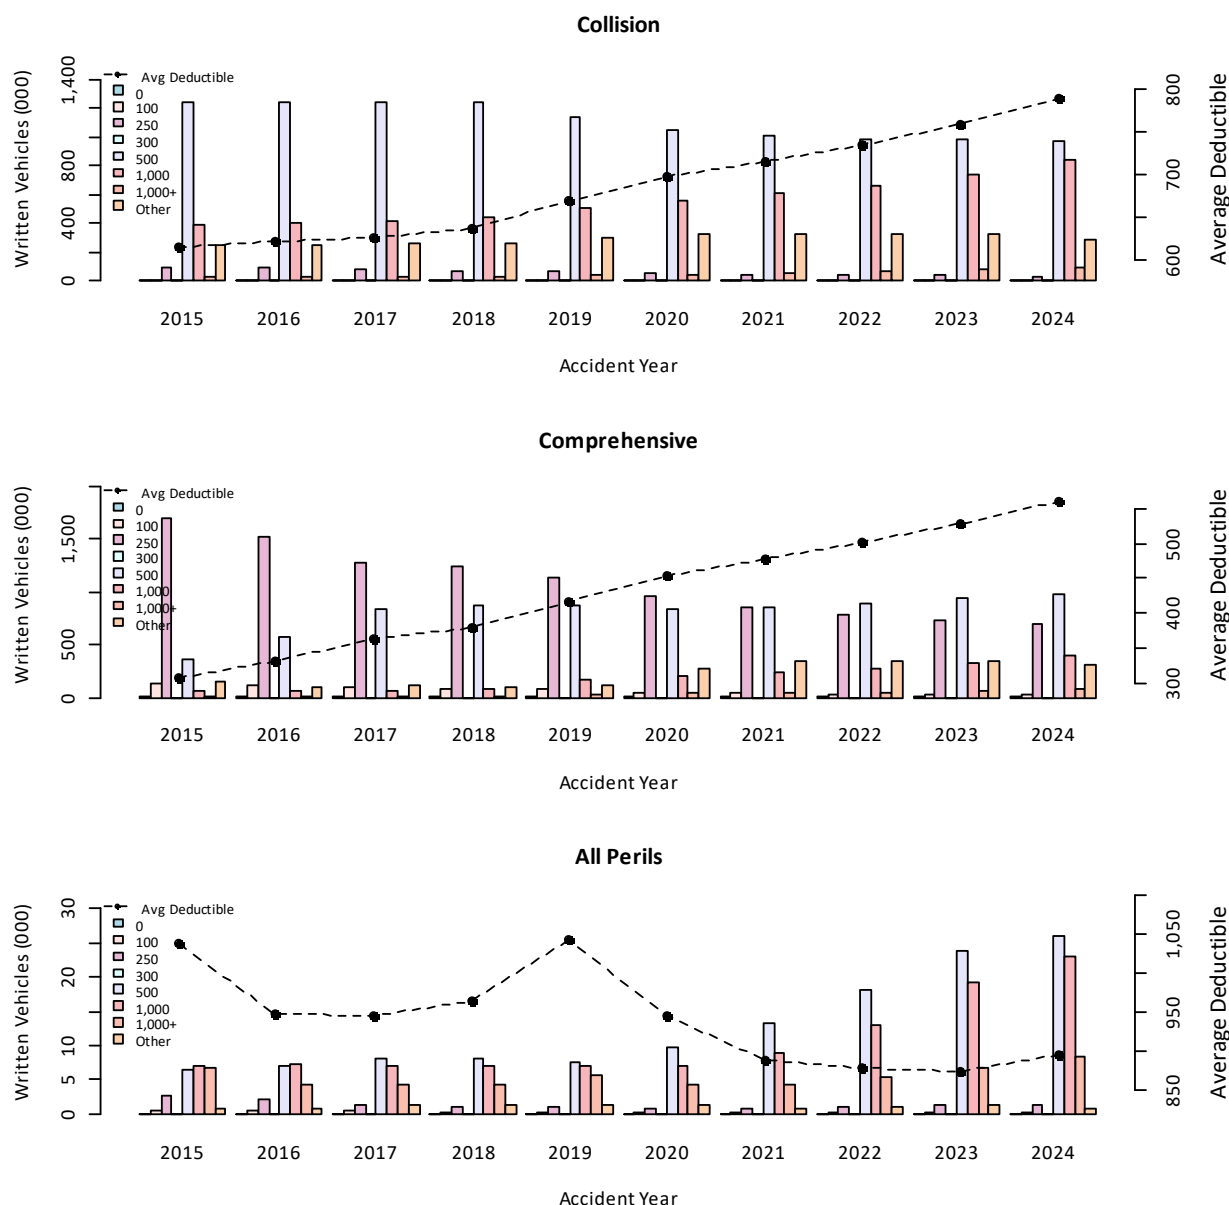 Collision
Written Vehicles (000)
1,400
800
400
0
Avg Deductible
0
100
250
300
500
1,000
1,000+
Other
800
700
600
Average Deductible
2015 2016 2017 2018 2019 2020 2021 2022 2023 2024
Accident Year
Comprehensive
Written Vehicles (000)
1,500
500
0
Avg Deductible
0
100
250
300
500
1,000
1,000+
Other
500
400
300
Average Deductible
2015 2016 2017 2018 2019 2020 2021 2022 2023 2024
Accident Year
All Perils
Written Vehicles (000)
30
20
10
5
0
Avg Deductible
0
100
250
300
500
1,000
1,000+
Other
1,050
950
850
Average Deductible
2015 2016 2017 2018 2019 2020 2021 2022 2023 2024
Accident Year